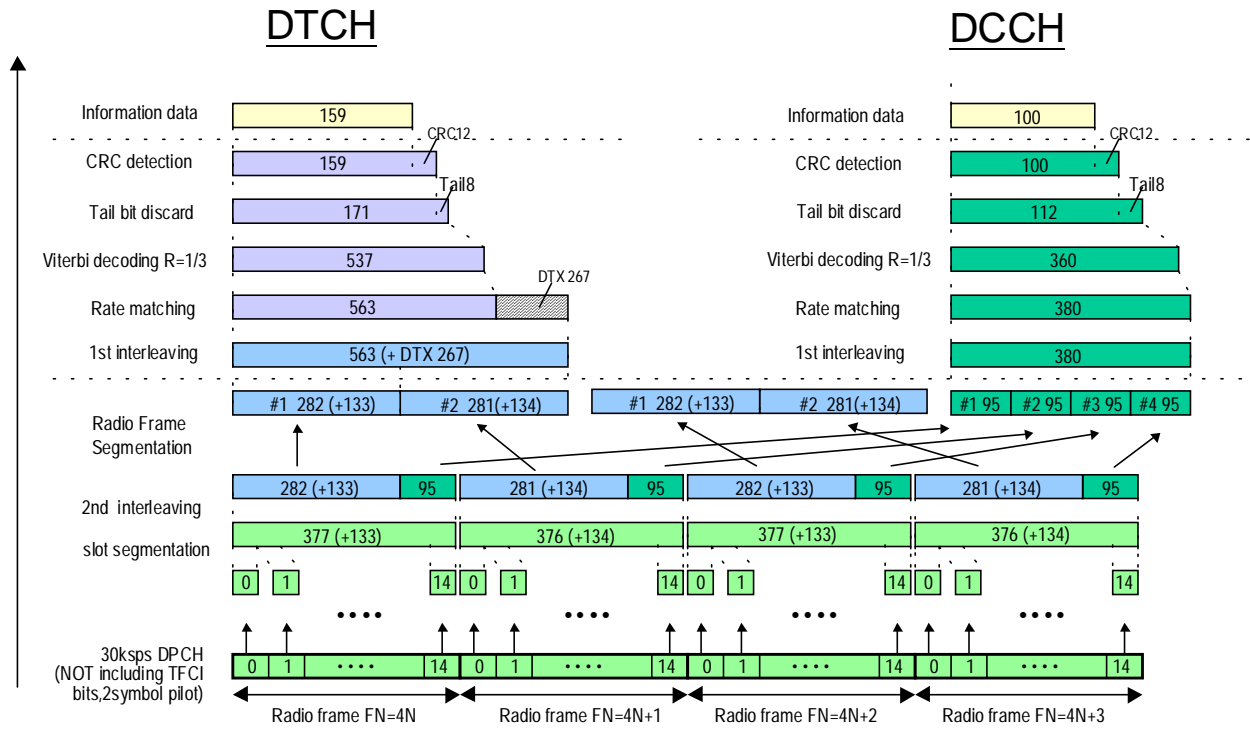 DTCH DCCH
Information data 159 Information data 100
CRC12 CRC12
CRC detection 159 CRC detection 100
Tail8 Tail8
Tail bit discard 171 Tail bit discard 112
Viterbi decoding R=1/3 537 Viterbi decoding R=1/3 360
DTX 267
Rate matching 563 Rate matching 380
1st interleaving 563 (+ DTX 267) 1st interleaving 380
#1 282 (+133) #2 281(+134) #1 282 (+133) #2 281(+134) #1 95 #2 95 #3 95 #4 95
Radio Frame
Segmentation
282 (+133) 95 281 (+134) 95 282 (+133) 95 281 (+134) 95
2nd interleaving
377 (+133) 376 (+134) 377 (+133) 376 (+134)
slot segmentation
0 1 14 0 1 14 0 1 14 0 1 14
•••• •••• •••• ••••
30ksps DPCH
(NOT including TFCI
bits,2symbol pilot)
0 1 •••• 14 0 1 •••• 14 0 1 •••• 14 0 1 •••• 14
Radio frame FN=4N Radio frame FN=4N+1 Radio frame FN=4N+2 Radio frame FN=4N+3